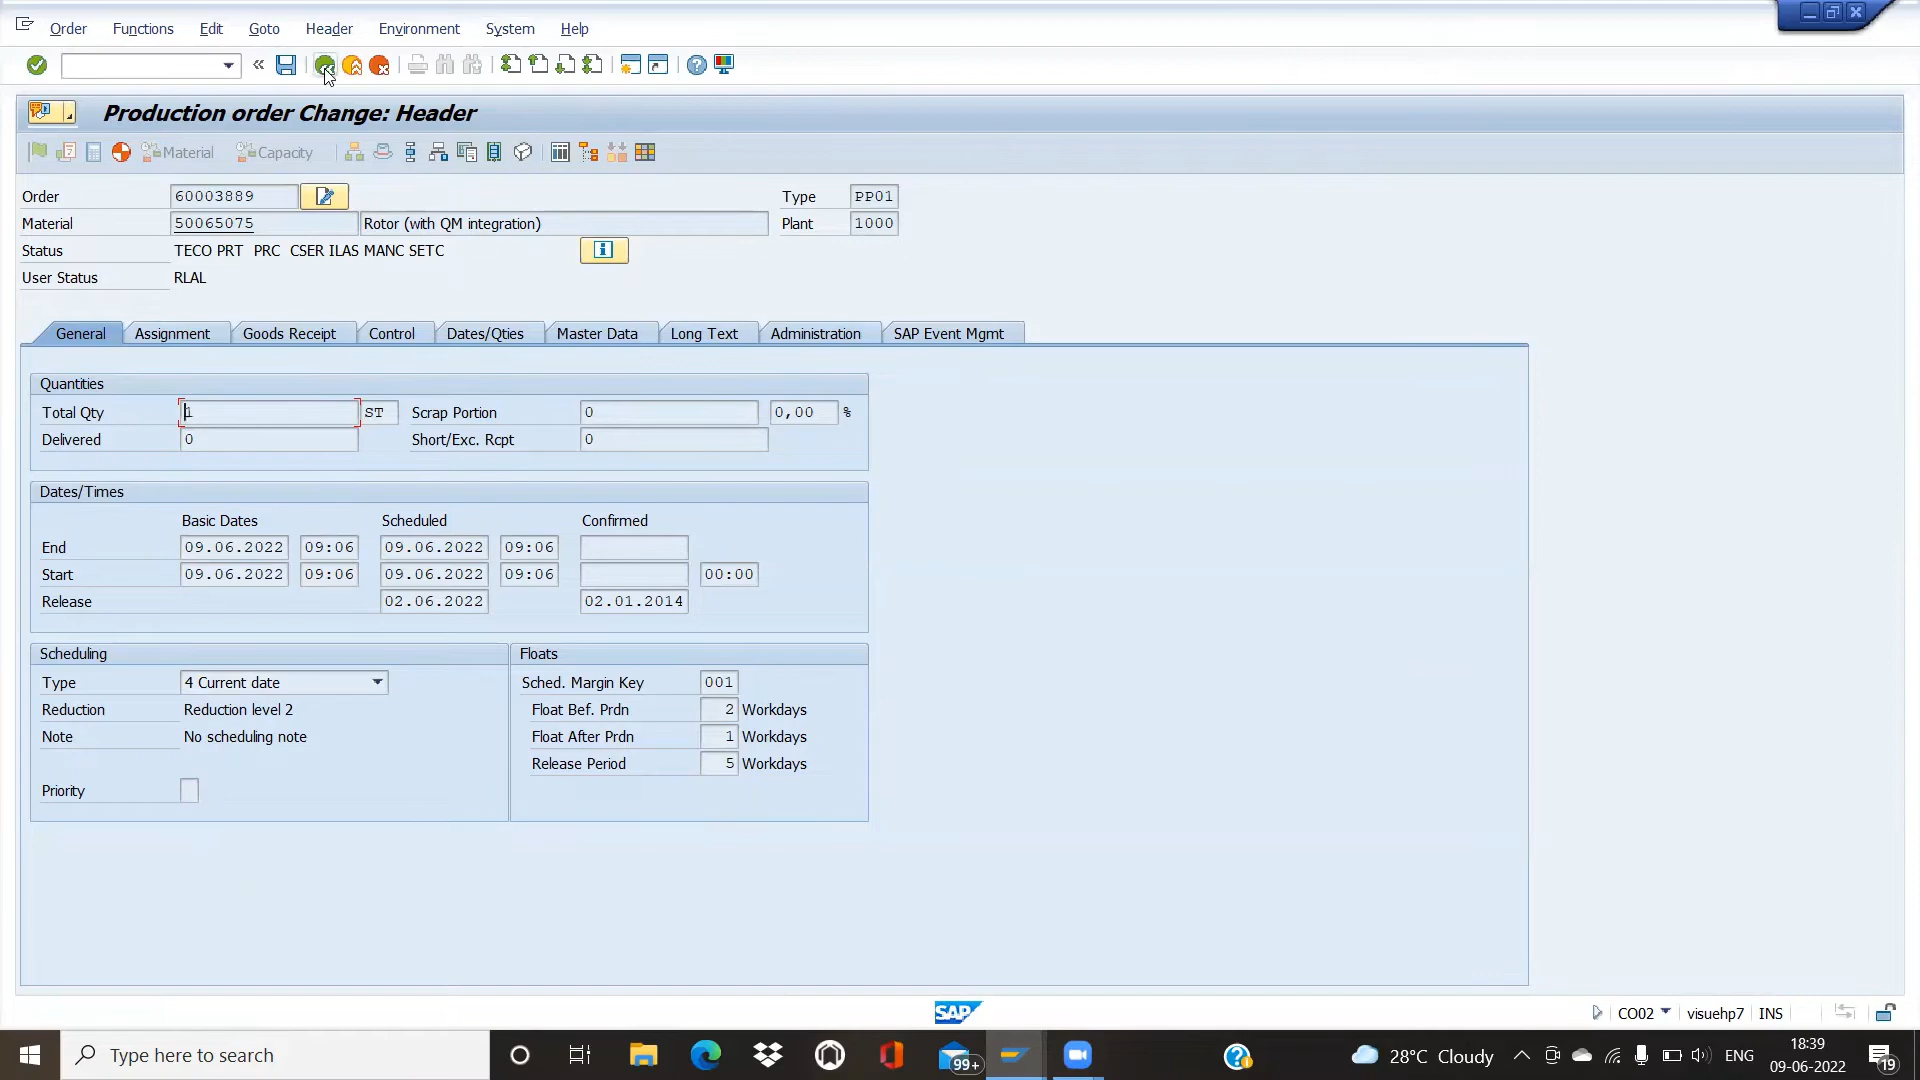 Order Functions Edit Goto Header Environment System Help
Production order Change: Header
Material Capacity
Order 60003889 Type PP01
Material 50065075 Rotor (with QM integration) Plant 1000
Status TECO PRT PRC CSER ILAS MANC SETC
User Status RLAL
General Assignment Goods Receipt Control Dates/Qties Master Data Long Text Administration SAP Event Mgmt
Quantities
Total Qty 1 ST Scrap Portion 0 0,00 %
Delivered 0 Short/Exc. Rcpt 0
Dates/Times
Basic Dates Scheduled Confirmed
End 09.06.2022 09:06 09.06.2022 09:06
Start 09.06.2022 09:06 09.06.2022 09:06 00:00
Release 02.06.2022 02.01.2014
Scheduling Floats
Type 4 Current date Sched. Margin Key 001
Reduction Reduction level 2 Float Bef. Prdn 2 Workdays
Note No scheduling note Float After Prdn 1 Workdays
Release Period 5 Workdays
Priority
SAP CO02 visuehp7 INS
Type here to search 99+ 28°C Cloudy ENG 18:39
09-06-2022 19